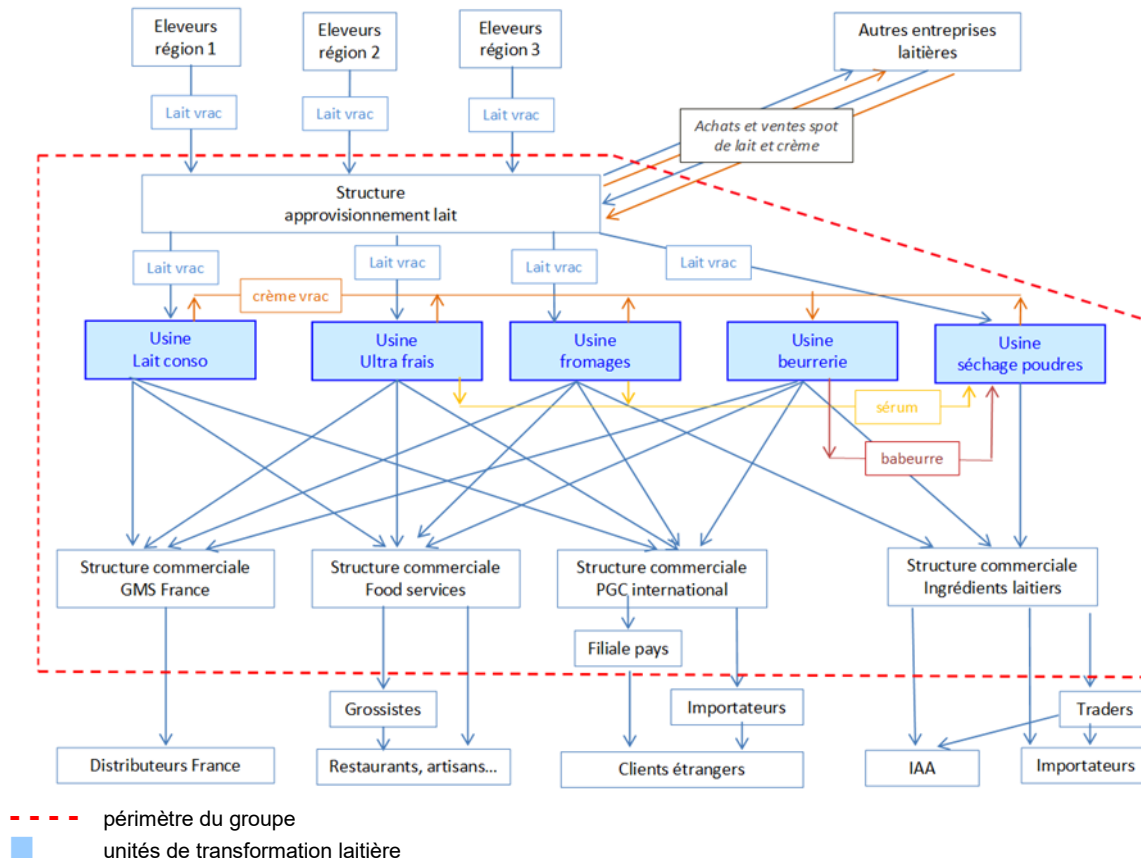 Eleveurs
région 1
Eleveurs
région 2
Eleveurs
région 3
Autres entreprises
laitières
Lait vrac
Lait vrac
Lait vrac
Achats et ventes spot
de lait et crème
Structure
approvisionnement lait
Lait vrac
Lait vrac
Lait vrac
Lait vrac
crème vrac
Usine
Lait conso
Usine
Ultra frais
Usine
fromages
Usine
beurrerie
Usine
séchage poudres
sérum
babeurre
Structure commerciale
GMS France
Structure commerciale
Food services
Structure commerciale
PGC international
Structure commerciale
Ingrédients laitiers
Filiale pays
Grossistes
Importateurs
Traders
Distributeurs France
Restaurants, artisans...
Clients étrangers
IAA
Importateurs
périmètre du groupe
unités de transformation laitière